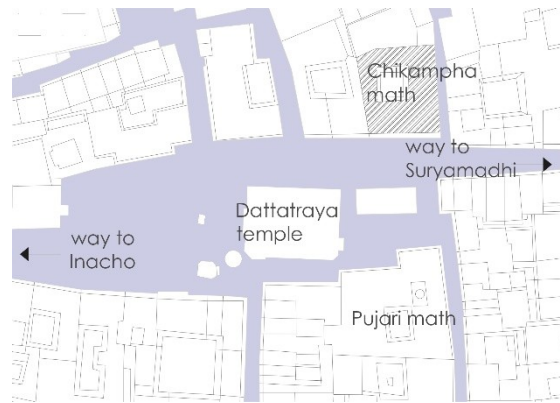 Chikampha
math
way to
Suryamadhi
Dattatraya
temple
way to
Inacho
Pujari math